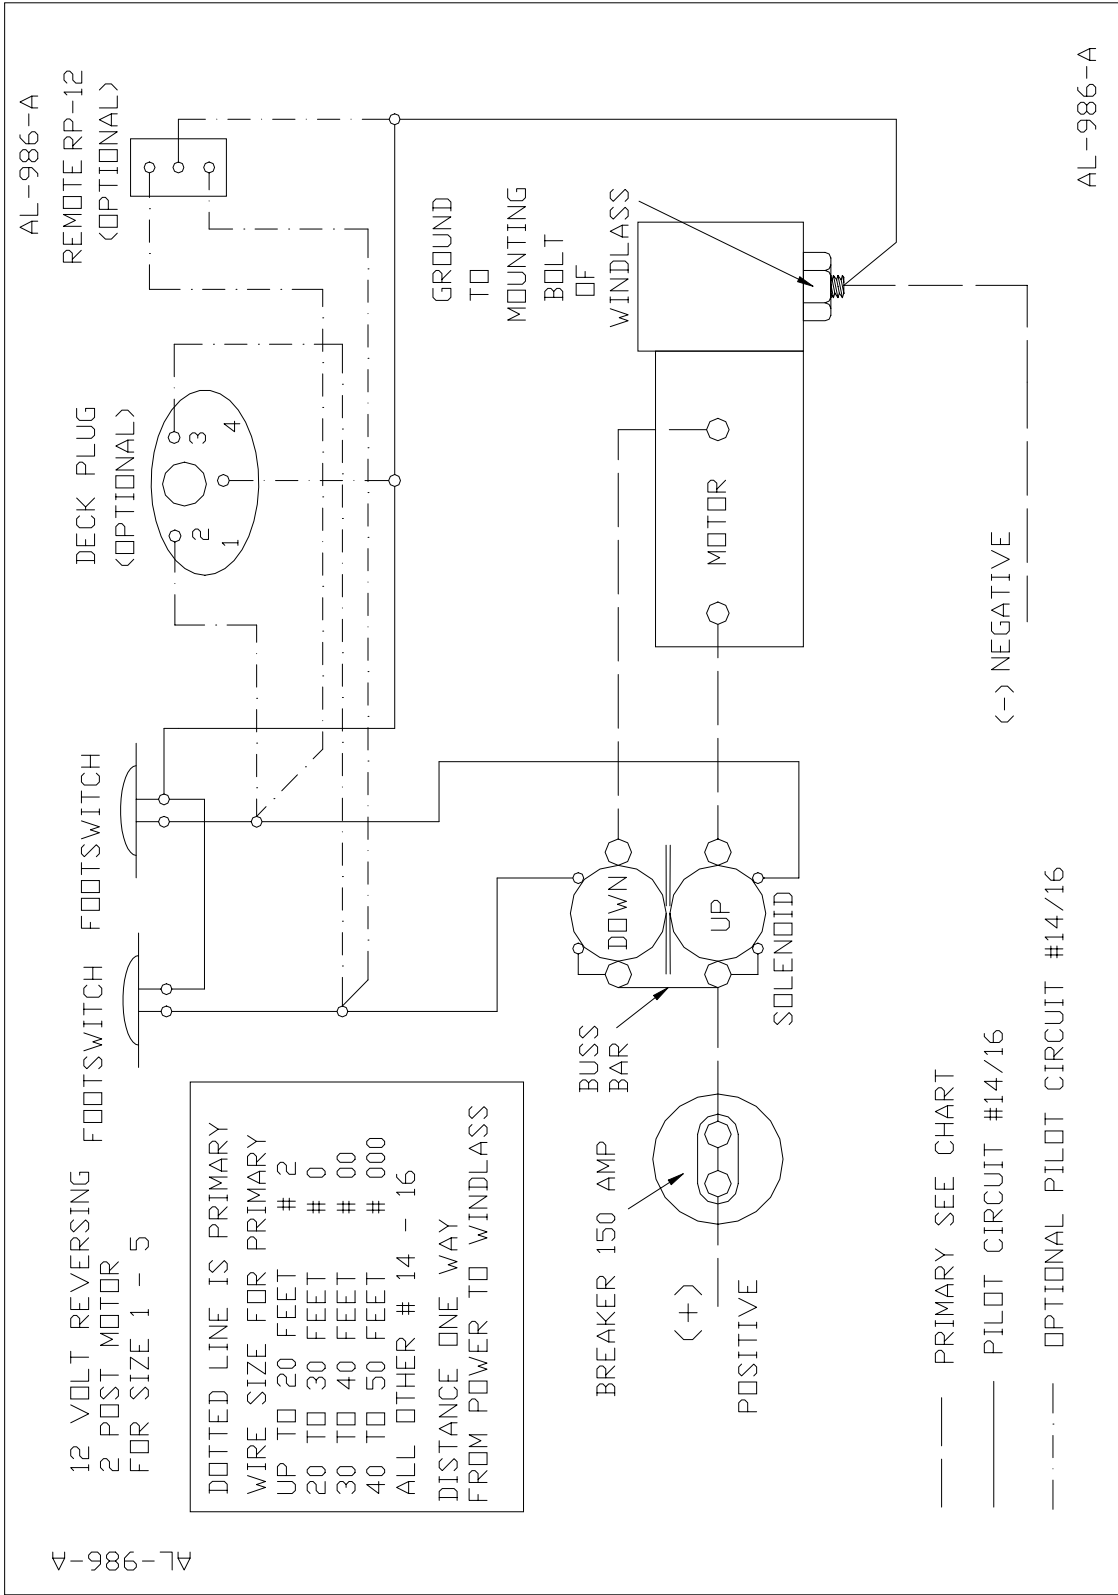 AL-986-A
12 VOLT REVERSING
2 POST MOTOR
FOR SIZE 1 - 5
FOOTSWITCH
FOOTSWITCH
DECK PLUG
(OPTIONAL)
2
3
1
4
AL-986-A
REMOTE RP-12
(OPTIONAL)
DOTTED LINE IS PRIMARY
WIRE SIZE FOR PRIMARY
UP TO 20 FEET # 2
20 TO 30 FEET # 0
30 TO 40 FEET # 00
40 TO 50 FEET # 000
ALL OTHER # 14 - 16
DISTANCE ONE WAY
FROM POWER TO WINDLASS
GROUND
TO
MOUNTING
BOLT
OF
WINDLASS
BUSS
BAR
DOWN
UP
SOLENOID
MOTOR
BREAKER 150 AMP
(+)
POSITIVE
(-) NEGATIVE
PRIMARY SEE CHART
PILOT CIRCUIT #14/16
OPTIONAL PILOT CIRCUIT #14/16
AL-986-A